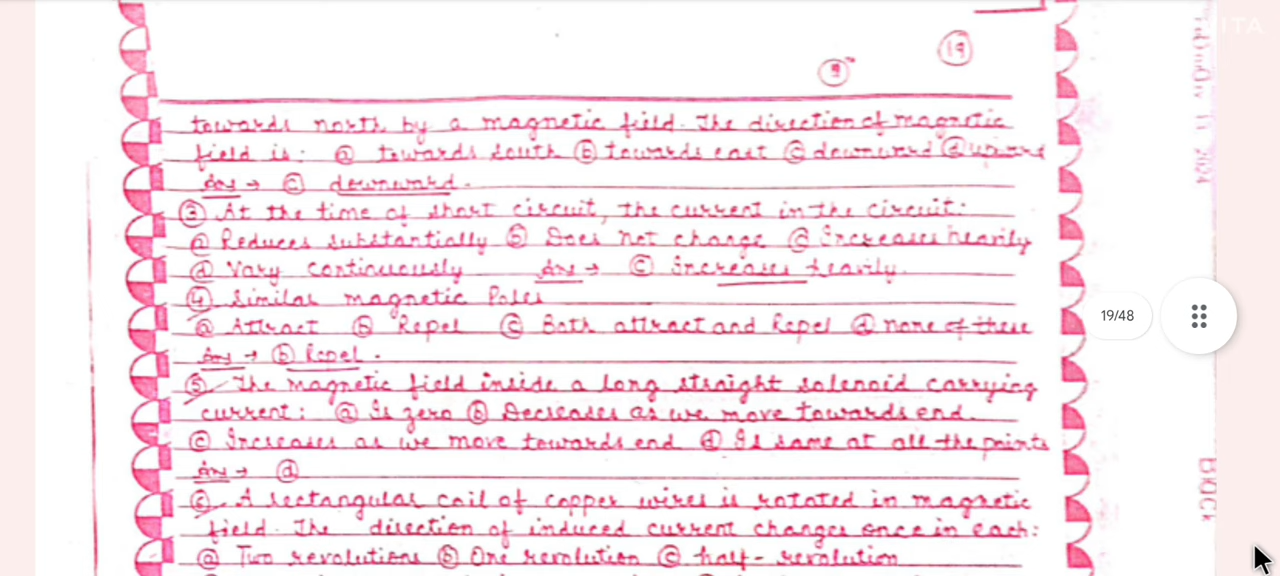 19
9
towards north by a magnetic field. The direction of magnetic
field is: ⓐ towards south ⓑ towards east ⓒ downward ⓓ upward
Ans → ⓒ downward.
③ At the time of short circuit, the current in the circuit:
ⓐ Reduces substantially ⓑ Does not change ⓒ Increases heavily
ⓓ Vary continuously Ans → ⓒ Increases heavily.
④ Similar magnetic Poles
ⓐ Attract ⓑ Repel ⓒ Both attract and Repel ⓓ none of these
Ans → ⓑ Repel.
⑤ The magnetic field inside a long straight solenoid carrying
current: ⓐ Is zero ⓑ Decreases as we move towards end.
ⓒ Increases as we move towards end ⓓ Is same at all the points
Ans → ⓓ
⑥ A rectangular coil of copper wires is rotated in magnetic
field. The direction of induced current changes once in each:
ⓐ Two revolutions ⓑ One revolution ⓒ half-revolution
19/48
2024